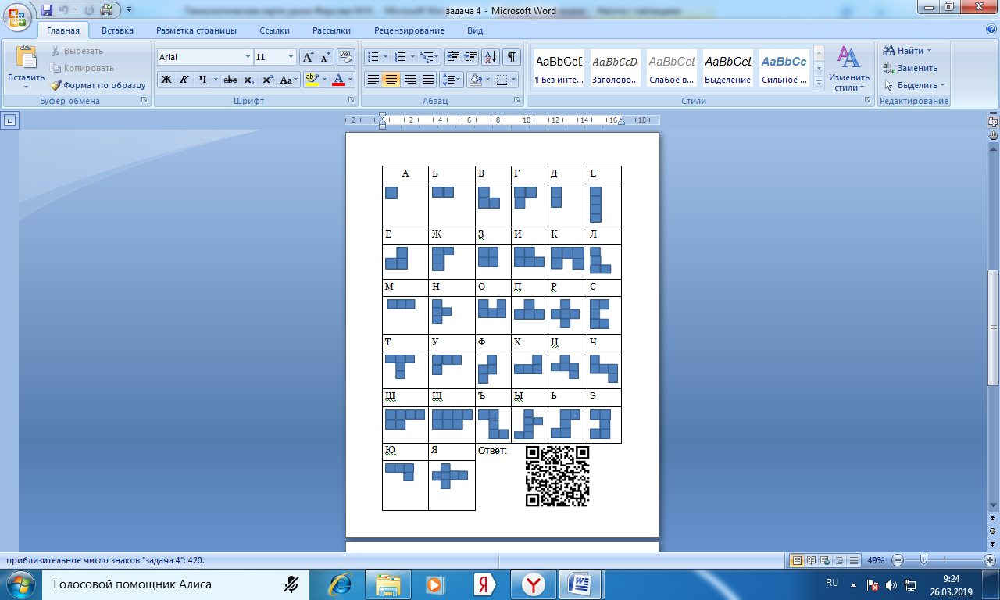 задача 4 - Microsoft Word
Главная Вставка Разметка страницы Ссылки Рассылки Рецензирование Вид
Вставить
Вырезать
Копировать
Формат по образцу
Буфер обмена
Arial 11
Ж К Ч abc x₂ x² Aa
Шрифт
Абзац
AaBbCcD AaBbCcD AaBbCcL AaBbCcL AaBbCc
¶ Без инте... Заголово... Слабое в... Выделение Сильное ...
Стили
Изменить стили
Найти
Заменить
Выделить
Редактирование
2 2 4 6 8 10 12 14 16 18
А Б В Г Д Е
Е Ж З И К Л
М Н О П Р С
Т У Ф Х Ц Ч
Ш Щ Ъ Ы Ь Э
Ю Я Ответ:
приблизительное число знаков "задача 4": 420.
49%
Голосовой помощник Алиса
RU
9:24
26.03.2019